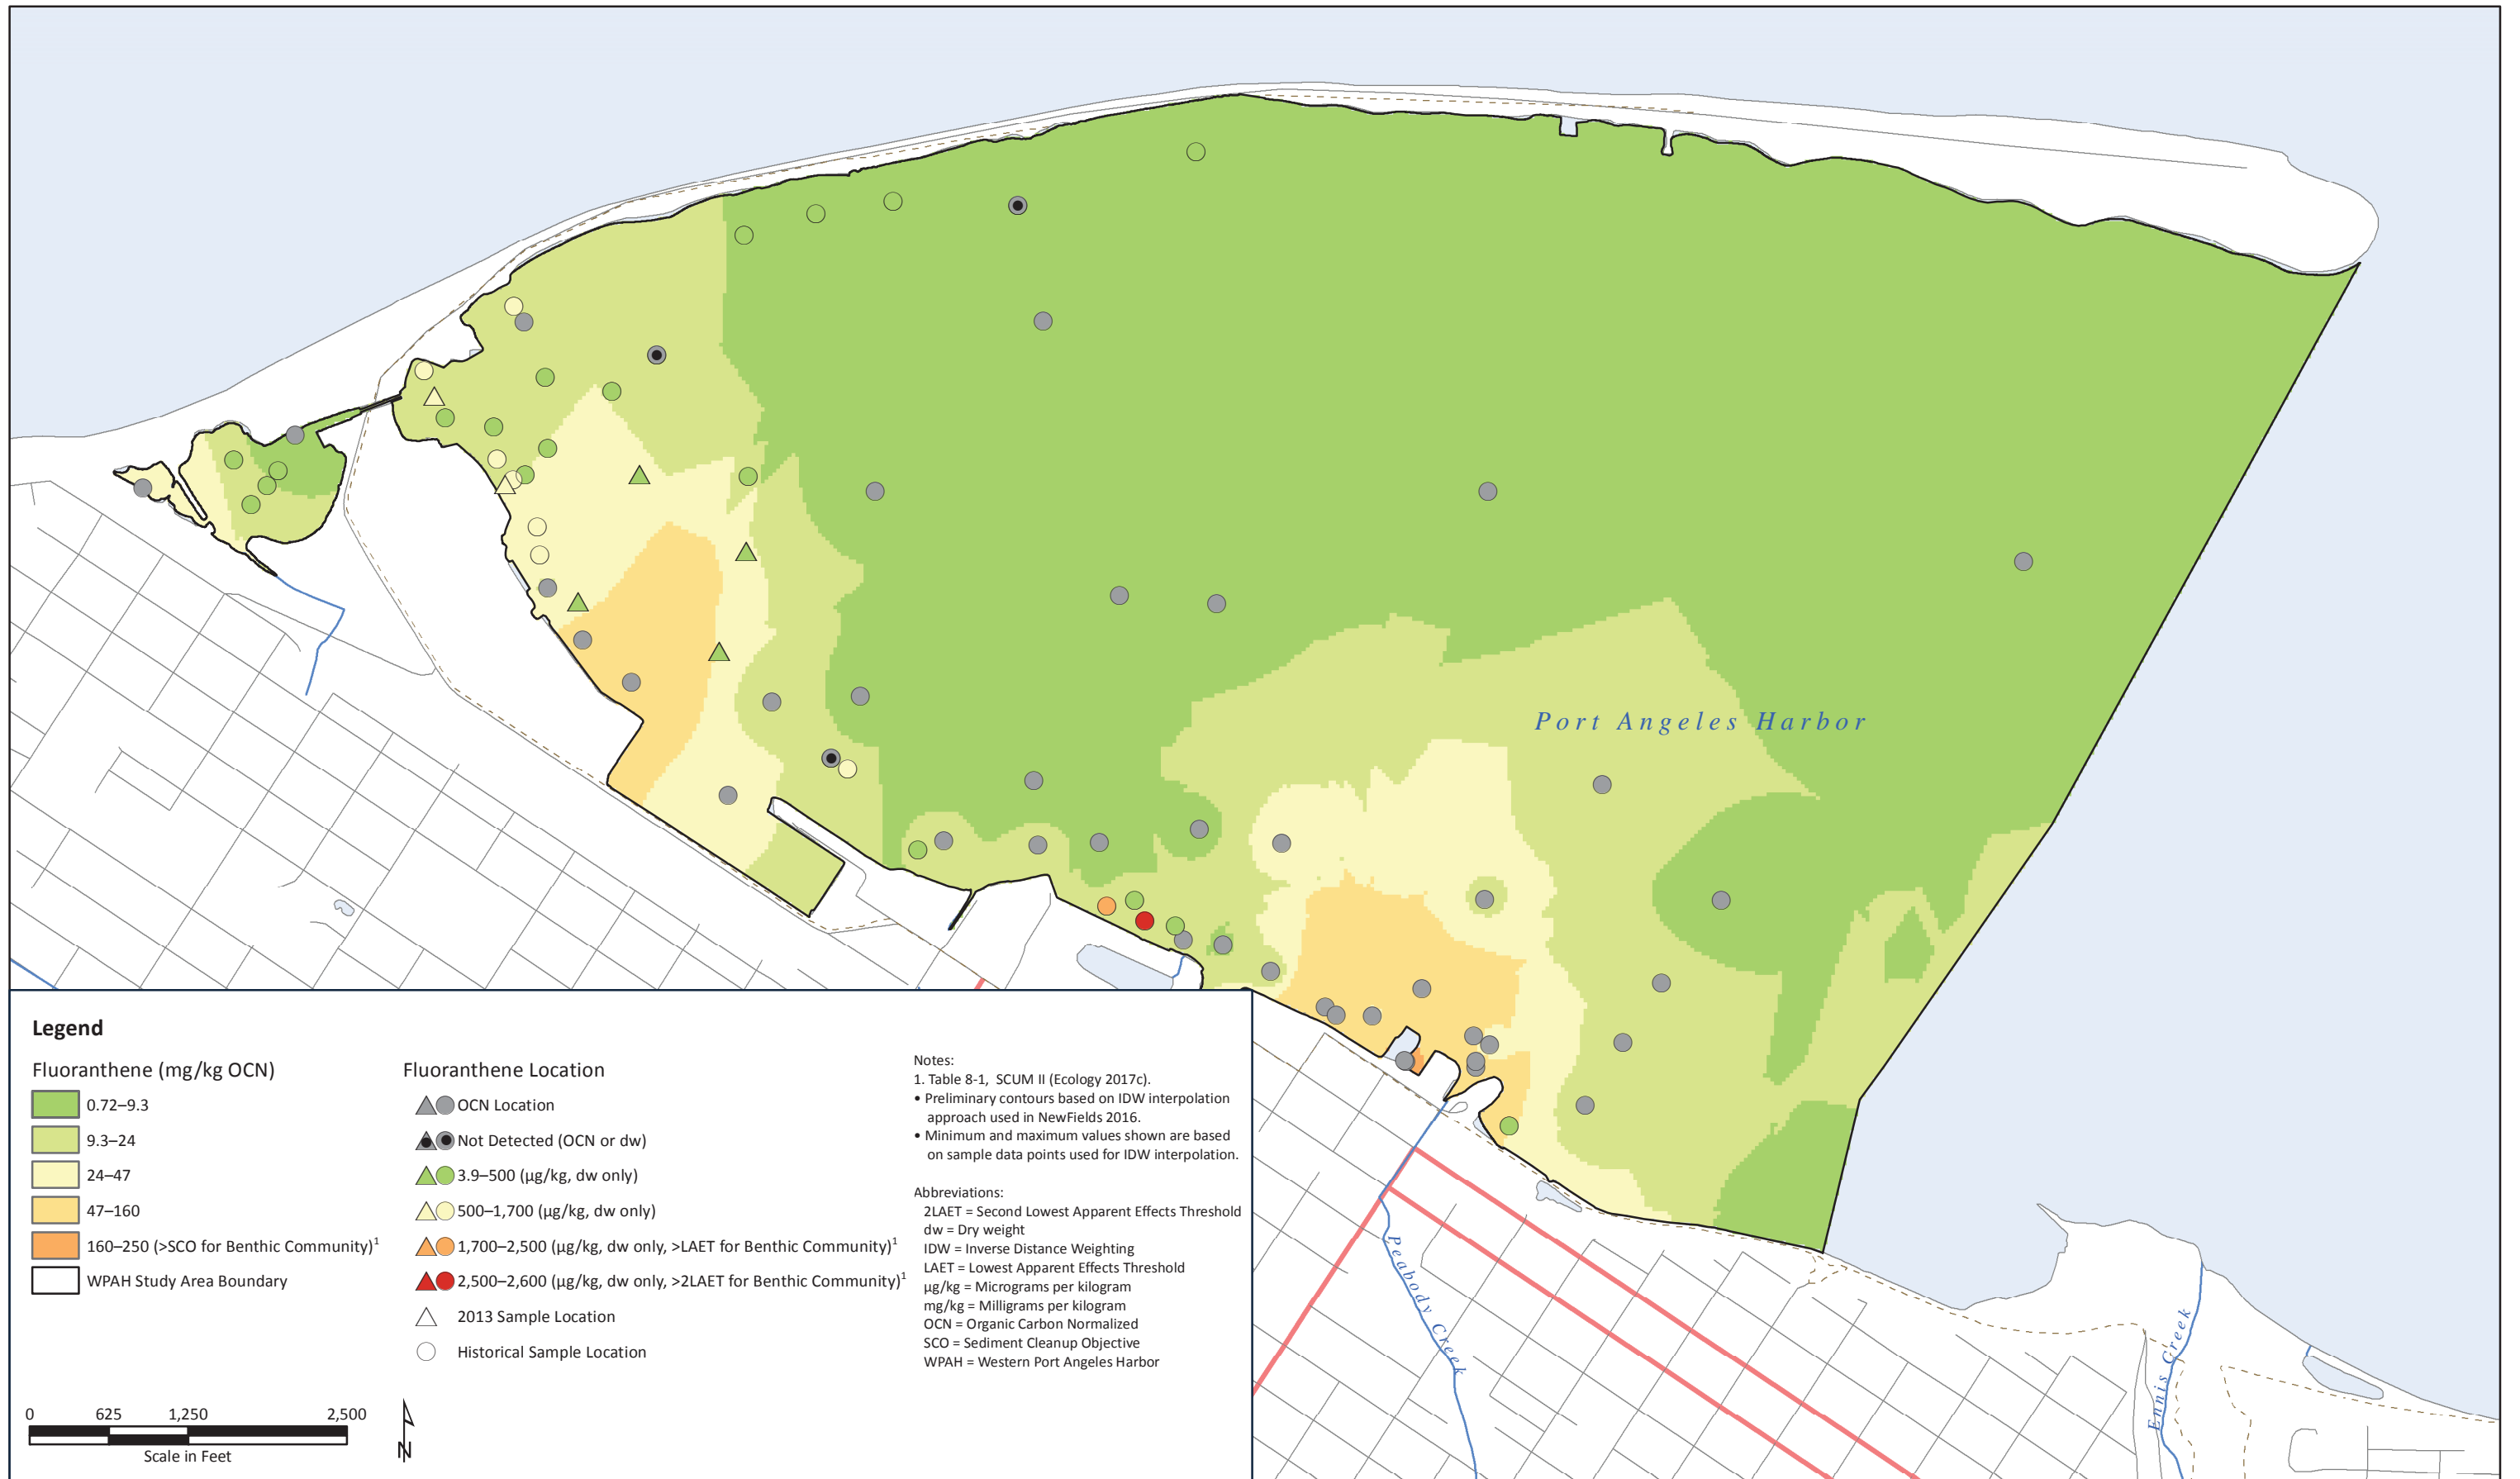 Port Angeles Harbor
Legend
Fluoranthene (mg/kg OCN)
0.72–9.3
9.3–24
24–47
47–160
160–250 (>SCO for Benthic Community)1
WPAH Study Area Boundary
Fluoranthene Location
OCN Location
Not Detected (OCN or dw)
3.9–500 (µg/kg, dw only)
500–1,700 (µg/kg, dw only)
1,700–2,500 (µg/kg, dw only, >LAET for Benthic Community)1
2,500–2,600 (µg/kg, dw only, >2LAET for Benthic Community)1
2013 Sample Location
Historical Sample Location
Notes:
1. Table 8-1, SCUM II (Ecology 2017c).
• Preliminary contours based on IDW interpolation
approach used in NewFields 2016.
• Minimum and maximum values shown are based
on sample data points used for IDW interpolation.
Abbreviations:
2LAET = Second Lowest Apparent Effects Threshold
dw = Dry weight
IDW = Inverse Distance Weighting
LAET = Lowest Apparent Effects Threshold
µg/kg = Micrograms per kilogram
mg/kg = Milligrams per kilogram
OCN = Organic Carbon Normalized
SCO = Sediment Cleanup Objective
WPAH = Western Port Angeles Harbor
0 625 1,250 2,500
Scale in Feet
N
Peabody Creek
Ennis Creek